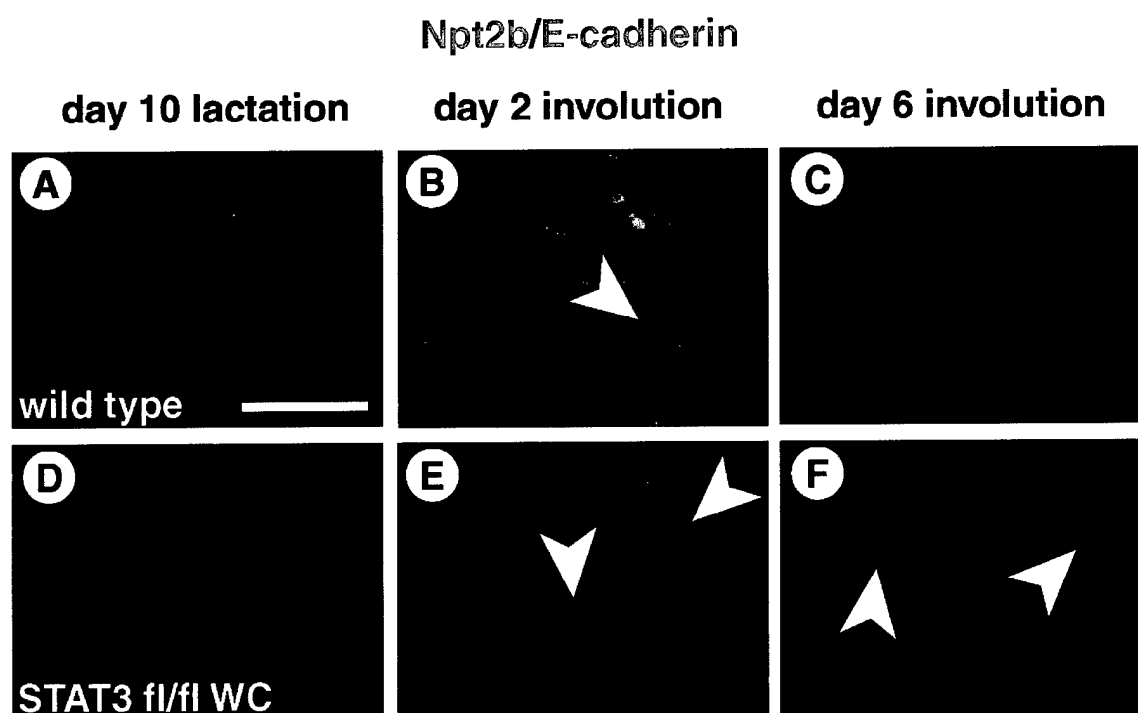 Npt2b/E-cadherin
day 10 lactation day 2 involution day 6 involution
A B C
wild type
D E F
STAT3 fl/fl WC